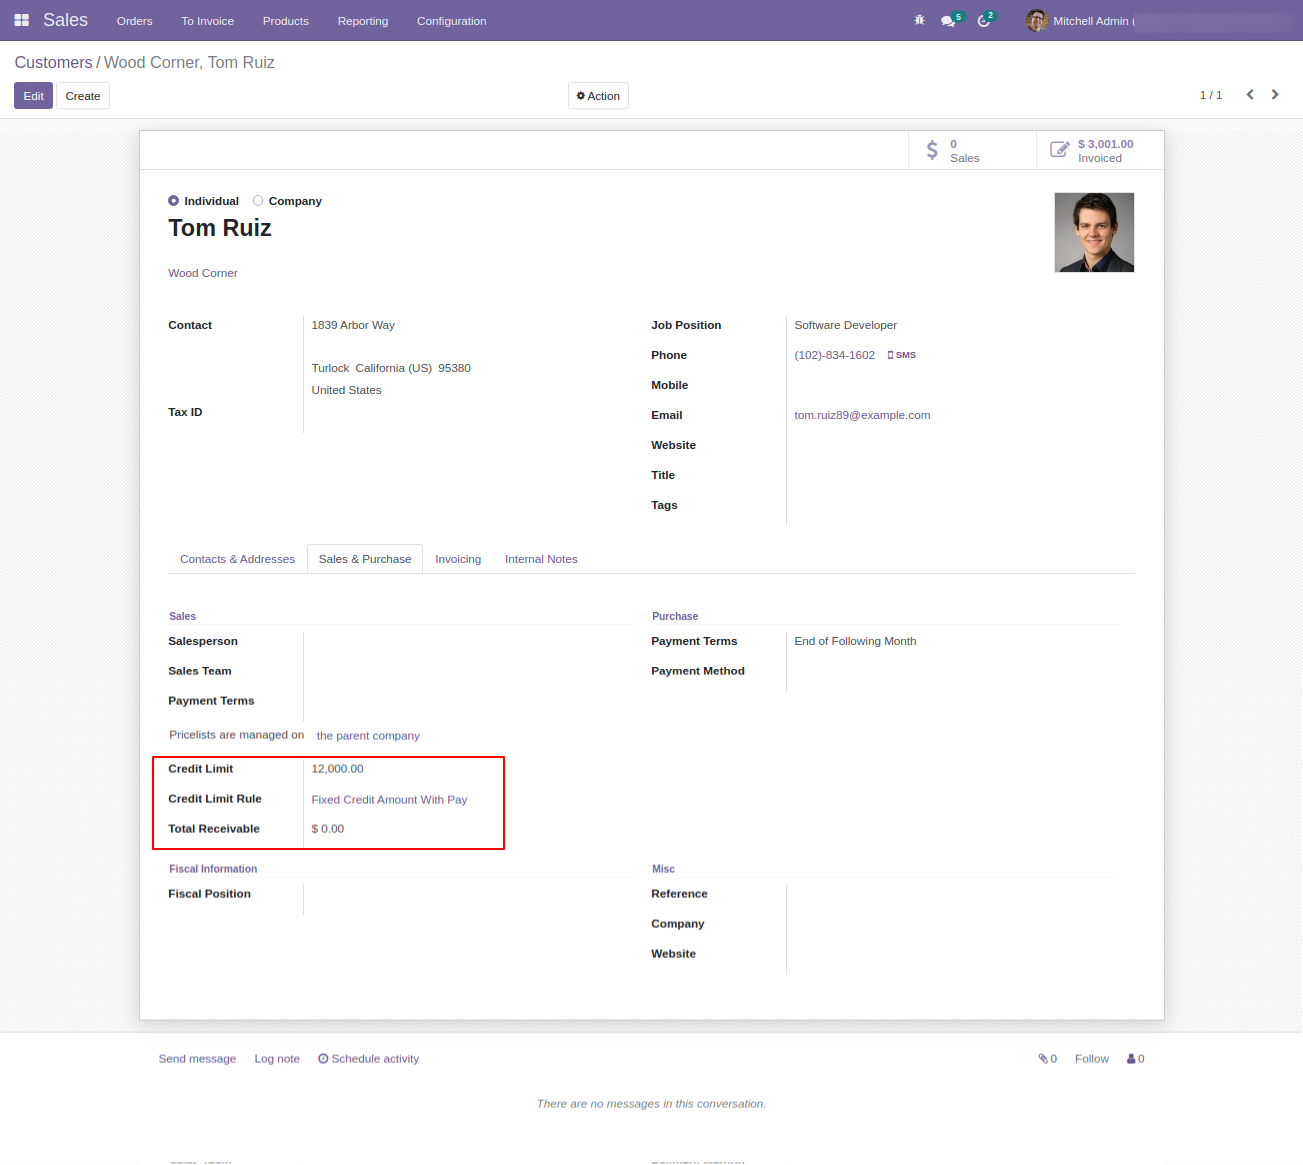 Sales Orders To Invoice Products Reporting Configuration 5 2 Mitchell Admin (
Customers / Wood Corner, Tom Ruiz
Edit Create Action 1 / 1
0
Sales
$ 3,001.00
Invoiced
Individual Company
Tom Ruiz
Wood Corner
Contact 1839 Arbor Way
Turlock California (US) 95380
United States
Tax ID
Job Position Software Developer
Phone (102)-834-1602 SMS
Mobile
Email tom.ruiz89@example.com
Website
Title
Tags
Contacts & Addresses Sales & Purchase Invoicing Internal Notes
Sales
Salesperson
Sales Team
Payment Terms
Pricelists are managed on the parent company
Credit Limit 12,000.00
Credit Limit Rule Fixed Credit Amount With Pay
Total Receivable $ 0.00
Purchase
Payment Terms End of Following Month
Payment Method
Fiscal Information
Fiscal Position
Misc
Reference
Company
Website
Send message Log note Schedule activity 0 Follow 0
There are no messages in this conversation.